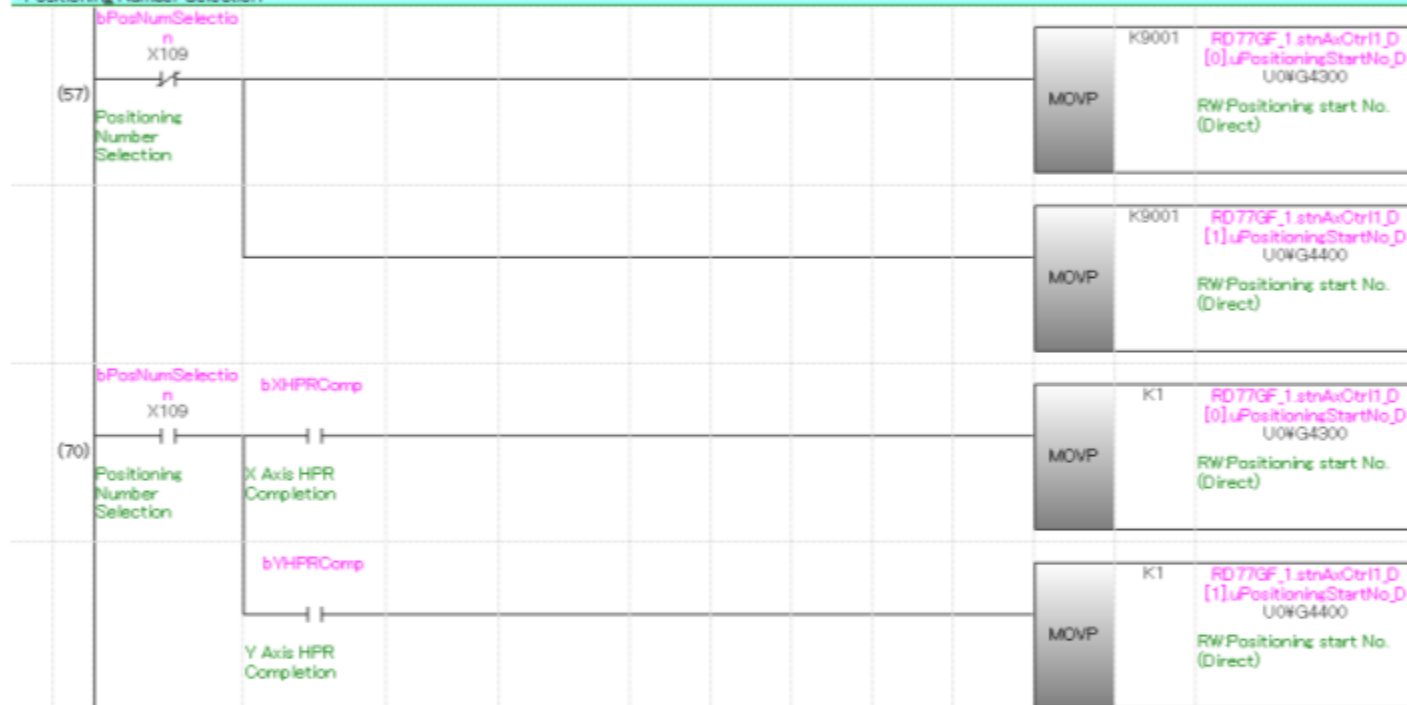 Positioning Number Selection
bPosNumSelectio
n
X109
(57)
Positioning
Number
Selection
MOVP
K9001
RD77GF_1.stnAxCtrl1_D
[0].uPositioningStartNo_D
U0¥G4300
RW:Positioning start No.
(Direct)
MOVP
K9001
RD77GF_1.stnAxCtrl1_D
[1].uPositioningStartNo_D
U0¥G4400
RW:Positioning start No.
(Direct)
bPosNumSelectio
n
X109
(70)
Positioning
Number
Selection
bXHPRComp
X Axis HPR
Completion
MOVP
K1
RD77GF_1.stnAxCtrl1_D
[0].uPositioningStartNo_D
U0¥G4300
RW:Positioning start No.
(Direct)
bYHPRComp
Y Axis HPR
Completion
MOVP
K1
RD77GF_1.stnAxCtrl1_D
[1].uPositioningStartNo_D
U0¥G4400
RW:Positioning start No.
(Direct)